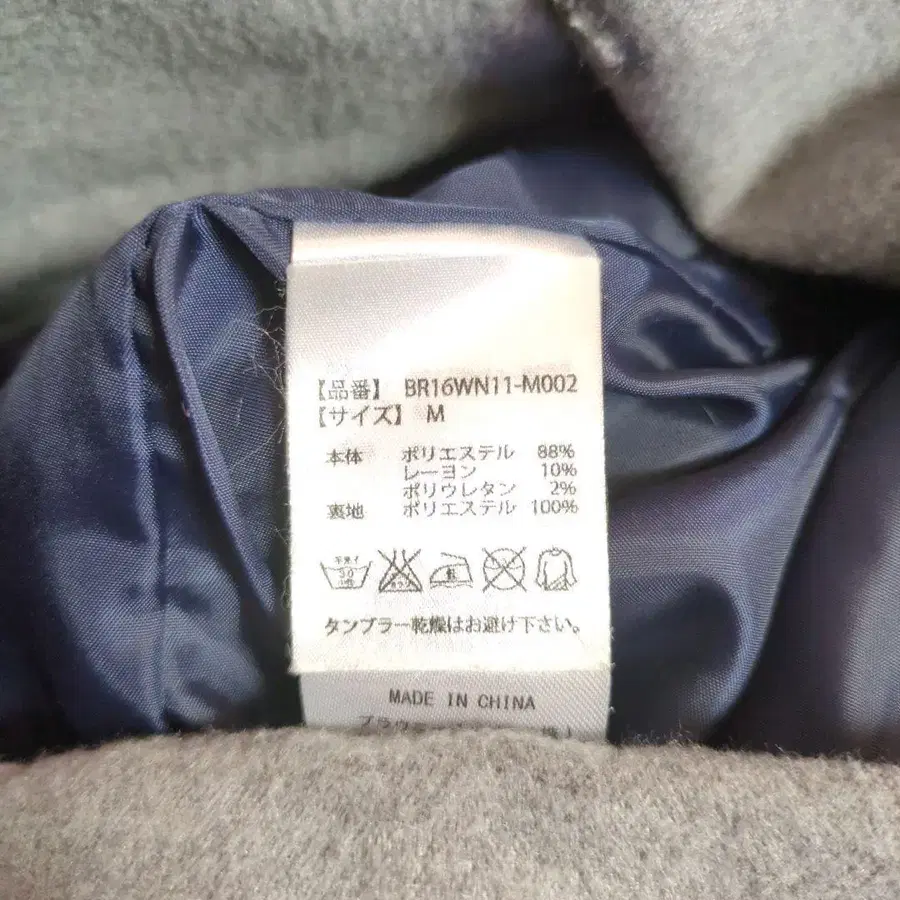 【品番】 BR16WN11-M002
【サイズ】 M
本体 ポリエステル 88%
レーヨン 10%
ポリウレタン 2%
裏地 ポリエステル 100%
タンブラー乾燥はお避け下さい。
MADE IN CHINA